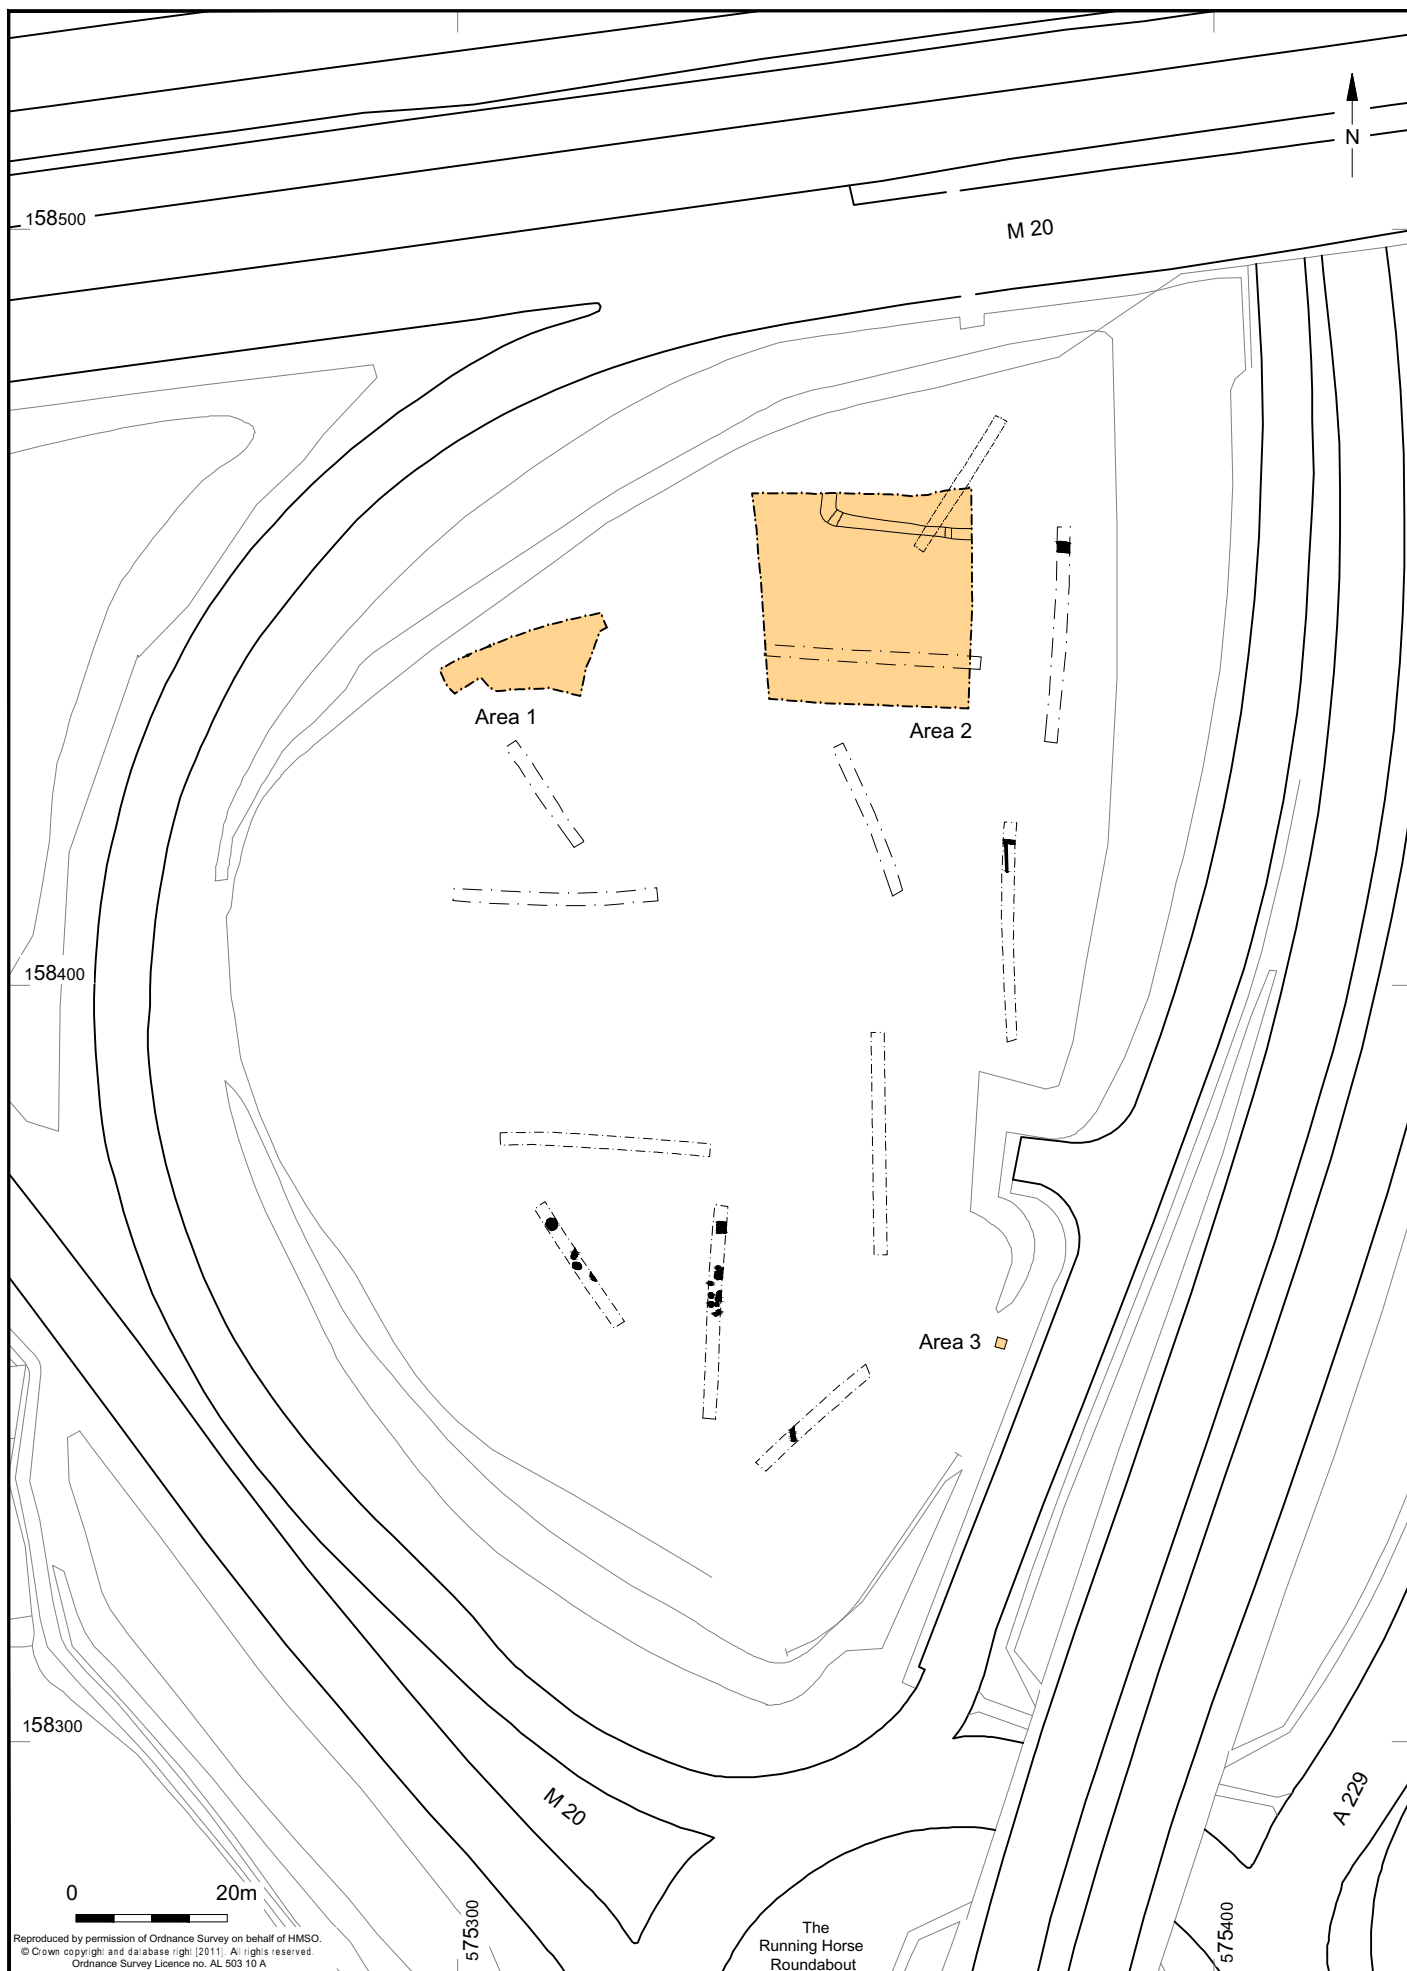 N
158500
M 20
Area 1
Area 2
158400
Area 3
158300
M 20
A 229
0 20m
575300
575400
The
Running Horse
Roundabout
Reproduced by permission of Ordnance Survey on behalf of HMSO.
© Crown copyright and database right [2011]. All rights reserved.
Ordnance Survey Licence no. AL 503 10 A